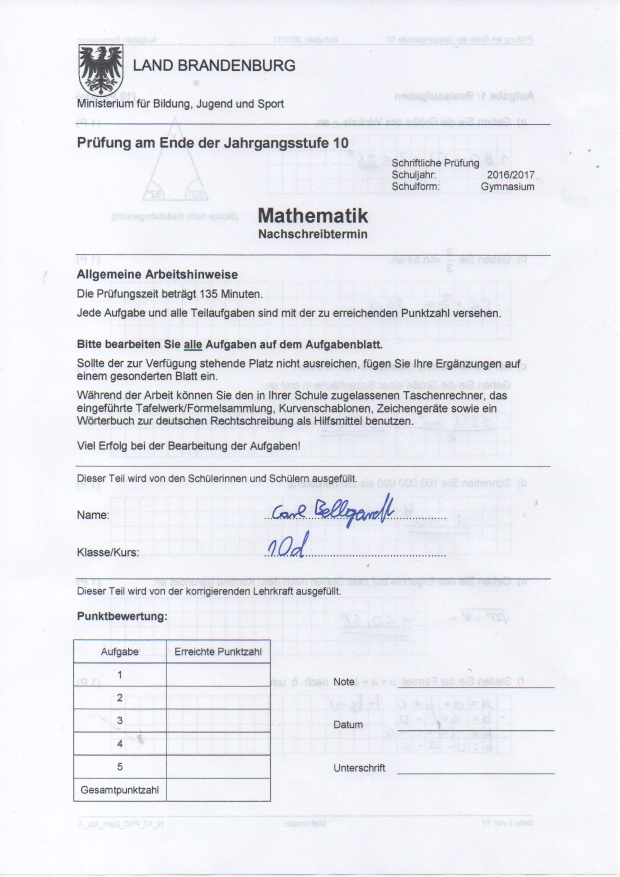 LAND BRANDENBURG
Ministerium für Bildung, Jugend und Sport
Prüfung am Ende der Jahrgangsstufe 10
Schriftliche Prüfung
Schuljahr: 2016/2017
Schulform: Gymnasium
Mathematik
Nachschreibtermin
Allgemeine Arbeitshinweise
Die Prüfungszeit beträgt 135 Minuten.
Jede Aufgabe und alle Teilaufgaben sind mit der zu erreichenden Punktzahl versehen.
Bitte bearbeiten Sie alle Aufgaben auf dem Aufgabenblatt.
Sollte der zur Verfügung stehende Platz nicht ausreichen, fügen Sie Ihre Ergänzungen auf
einem gesonderten Blatt ein.
Während der Arbeit können Sie den in Ihrer Schule zugelassenen Taschenrechner, das
eingeführte Tafelwerk/Formelsammlung, Kurvenschablonen, Zeichengeräte sowie ein
Wörterbuch zur deutschen Rechtschreibung als Hilfsmittel benutzen.
Viel Erfolg bei der Bearbeitung der Aufgaben!
Dieser Teil wird von den Schülerinnen und Schülern ausgefüllt.
Name: Carl Bellgardt
Klasse/Kurs: 10d
Dieser Teil wird von der korrigierenden Lehrkraft ausgefüllt.
Punktbewertung:
Aufgabe Erreichte Punktzahl
1
2
3
4
5
Gesamtpunktzahl
Note
Datum
Unterschrift